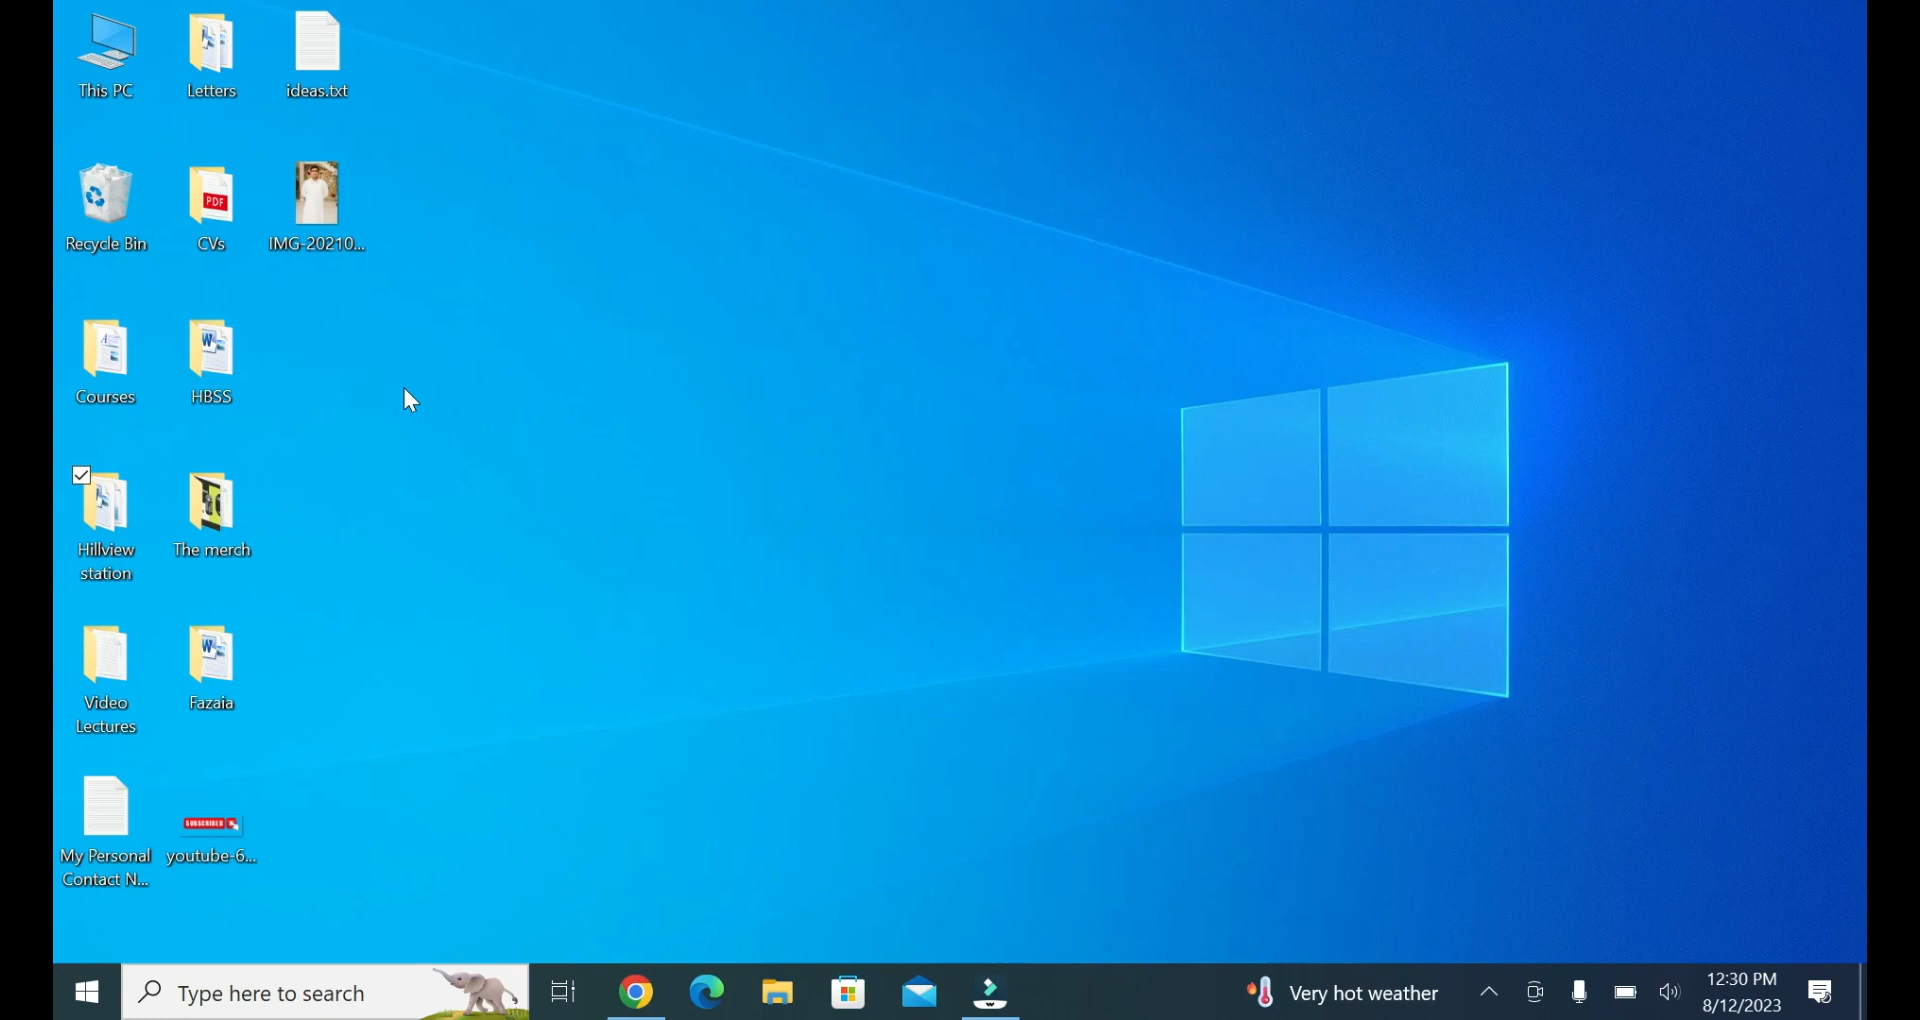 This PC
Letters
ideas.txt
Recycle Bin
PDF
CVs
IMG-20210...
Courses
HBSS
Hillview
station
The merch
Video
Lectures
Fazaia
My Personal
Contact N...
SUBSCRIBED
youtube-6...
Type here to search
Very hot weather
12:30 PM
8/12/2023